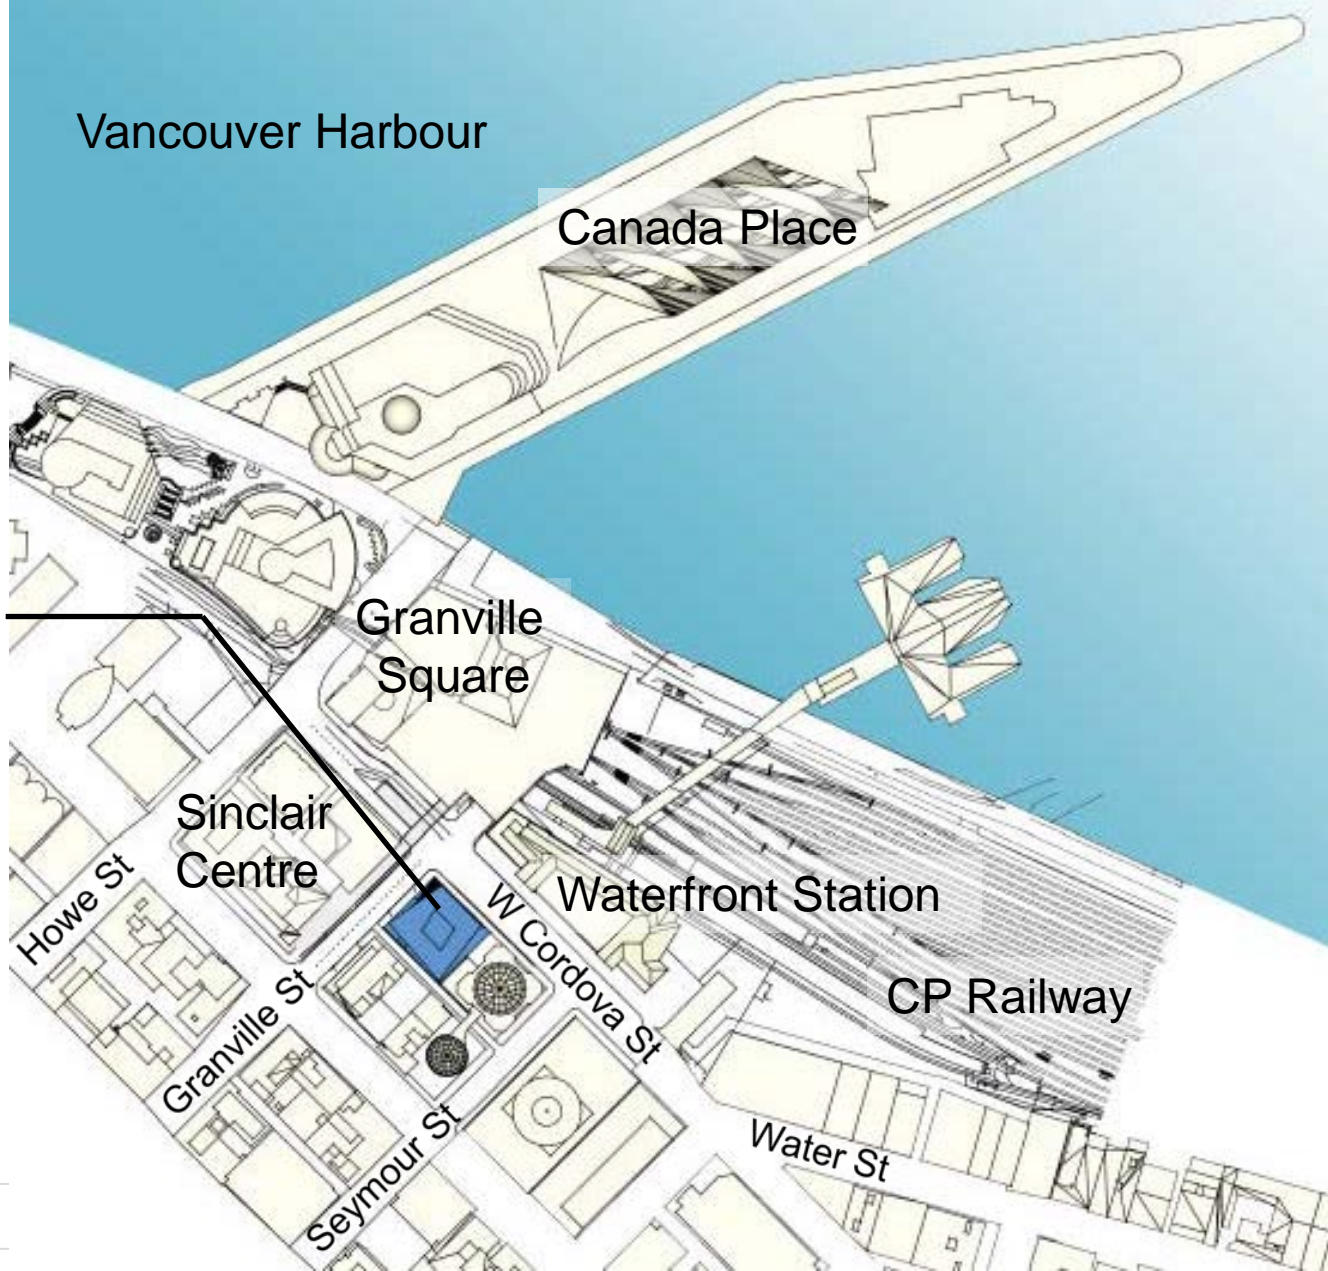 Vancouver Harbour
Canada Place
Granville
Square
Sinclair
Centre
Waterfront Station
W Cordova St
CP Railway
Howe St
Granville St
Seymour St
Water St